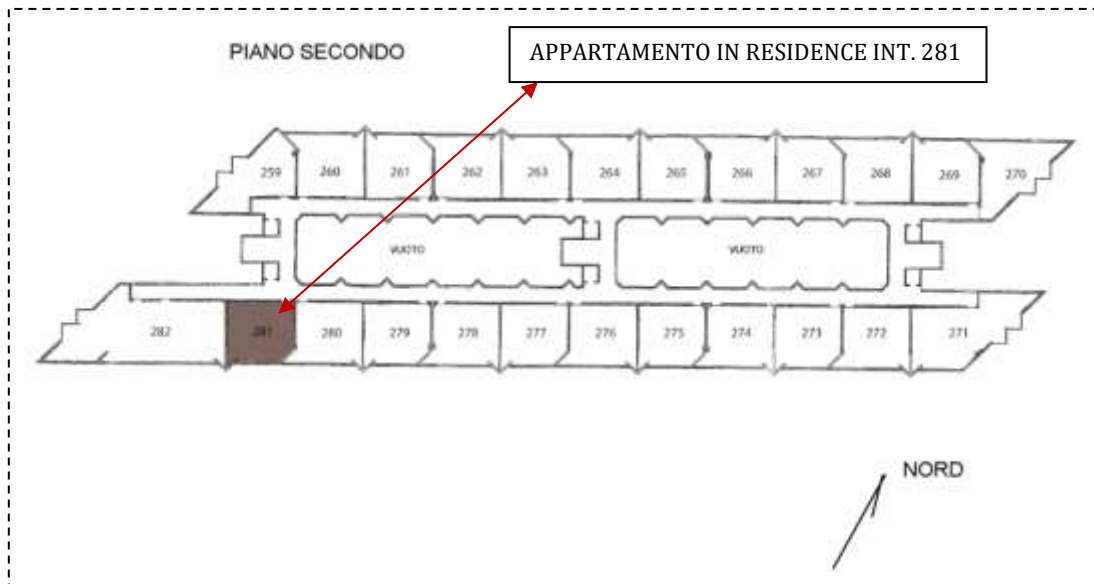 PIANO SECONDO
APPARTAMENTO IN RESIDENCE INT. 281
259 260 261 262 263 264 265 266 267 268 269 270
VUOTO VUOTO
282 281 280 279 278 277 276 275 274 273 272 271
NORD